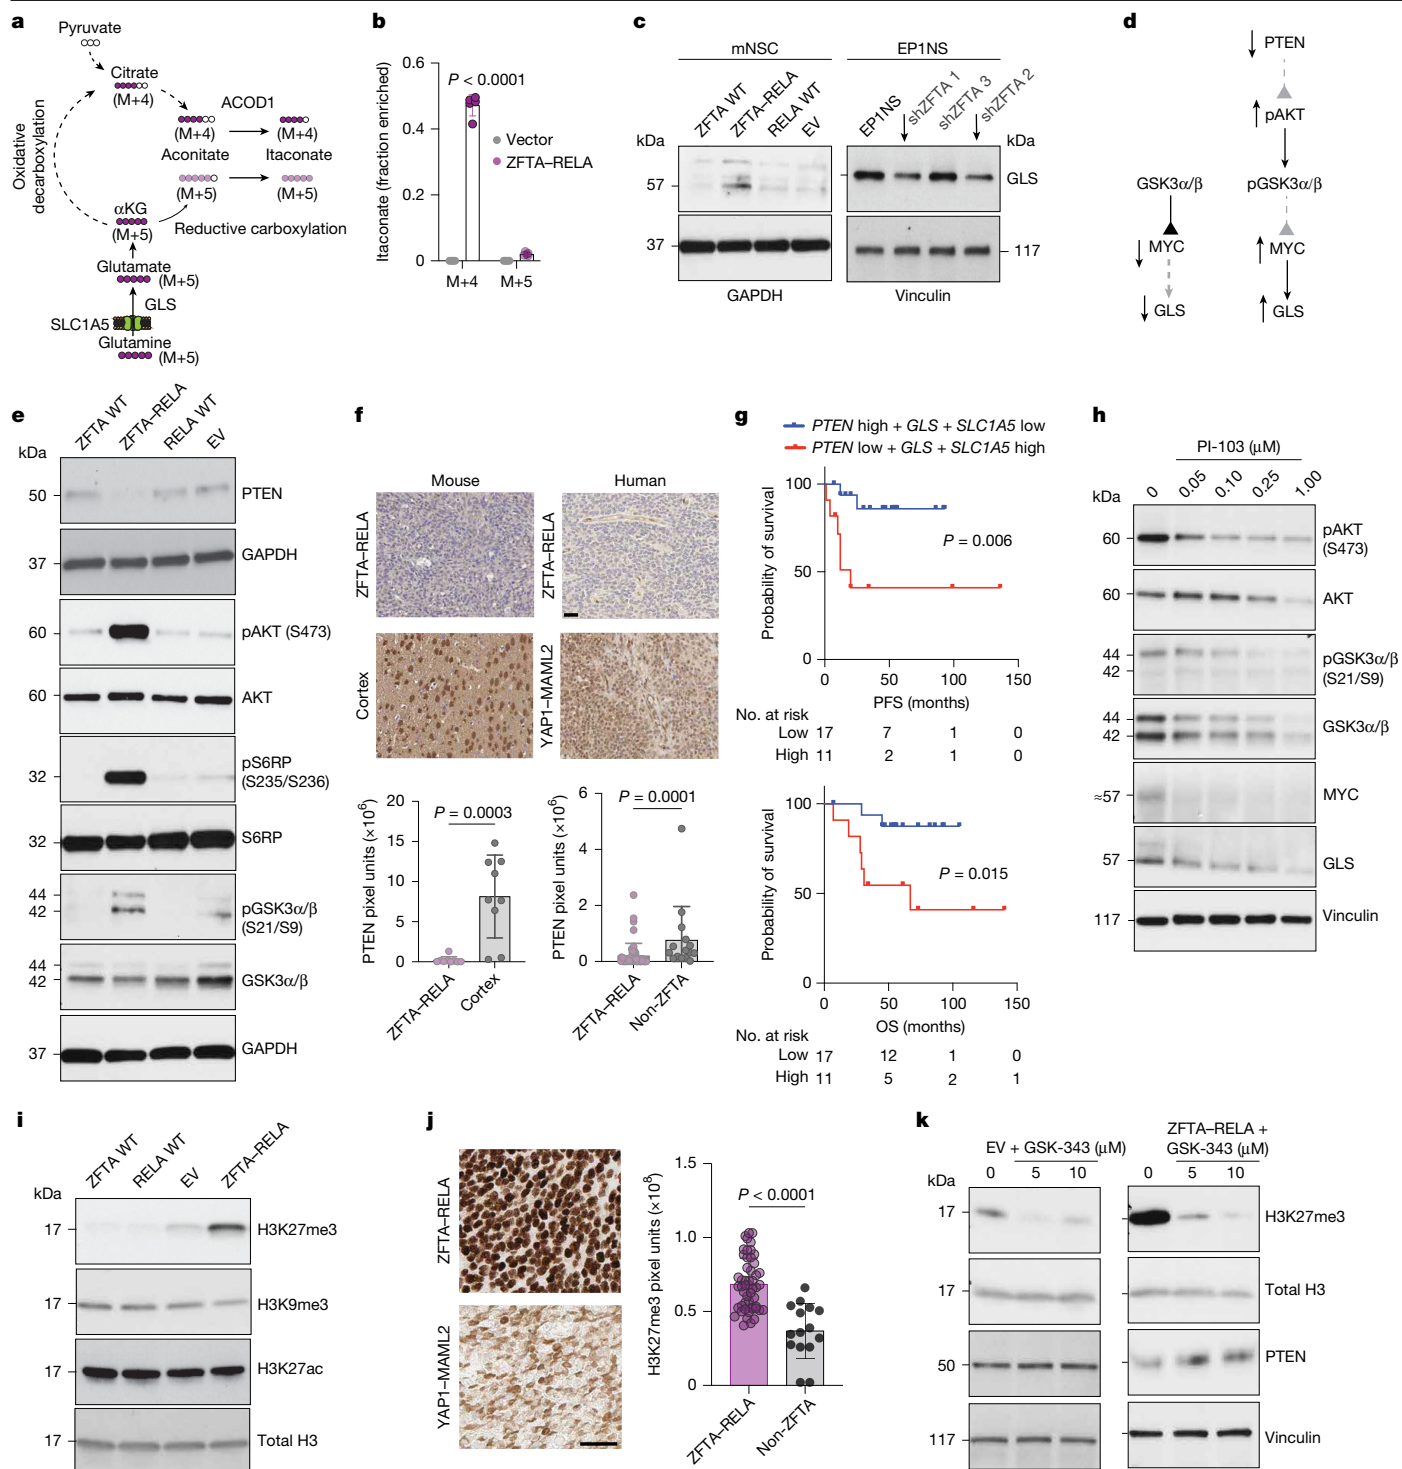 a
Pyruvate
Citrate
(M+4)
ACOD1
(M+4)
(M+4)
Aconitate
Itaconate
(M+5)
(M+5)
Oxidative
decarboxylation
αKG
(M+5)
Reductive carboxylation
Glutamate
(M+5)
GLS
SLC1A5
Glutamine
(M+5)
b
Itaconate (fraction enriched)
0.6
0.4
0.2
0
P < 0.0001
Vector
ZFTA–RELA
M+4
M+5
c
mNSC
EP1NS
ZFTA WT
ZFTA–RELA
RELA WT
EV
EP1NS
shZFTA 1
shZFTA 3
shZFTA 2
kDa
kDa
57
GLS
37
117
GAPDH
Vinculin
d
PTEN
pAKT
GSK3α/β
pGSK3α/β
MYC
MYC
GLS
GLS
e
ZFTA WT
ZFTA–RELA
RELA WT
EV
kDa
50
PTEN
37
GAPDH
60
pAKT (S473)
60
AKT
32
pS6RP
(S235/S236)
32
S6RP
44
42
pGSK3α/β
(S21/S9)
44
42
GSK3α/β
37
GAPDH
f
Mouse
Human
ZFTA–RELA
ZFTA–RELA
Cortex
YAP1–MAML2
PTEN pixel units (×10⁶)
20
15
10
5
0
P = 0.0003
ZFTA–RELA
Cortex
PTEN pixel units (×10⁶)
6
4
2
0
P = 0.0001
ZFTA–RELA
Non-ZFTA
g
PTEN high + GLS + SLC1A5 low
PTEN low + GLS + SLC1A5 high
Probability of survival
100
50
0
P = 0.006
0 50 100 150
PFS (months)
No. at risk
Low 17 7 1 0
High 11 2 1 0
Probability of survival
100
50
0
P = 0.015
0 50 100 150
OS (months)
No. at risk
Low 17 12 1 0
High 11 5 2 1
h
PI-103 (μM)
kDa
0 0.05 0.10 0.25 1.00
60
pAKT
(S473)
60
AKT
44
42
pGSK3α/β
(S21/S9)
44
42
GSK3α/β
≈57
MYC
57
GLS
117
Vinculin
i
ZFTA WT
RELA WT
EV
ZFTA–RELA
kDa
17
H3K27me3
17
H3K9me3
17
H3K27ac
17
Total H3
j
ZFTA–RELA
YAP1–MAML2
H3K27me3 pixel units (×10⁸)
1.5
1.0
0.5
0
P < 0.0001
ZFTA–RELA
Non-ZFTA
k
EV + GSK-343 (μM)
0 5 10
ZFTA–RELA +
GSK-343 (μM)
0 5 10
kDa
17
H3K27me3
17
Total H3
50
PTEN
117
Vinculin